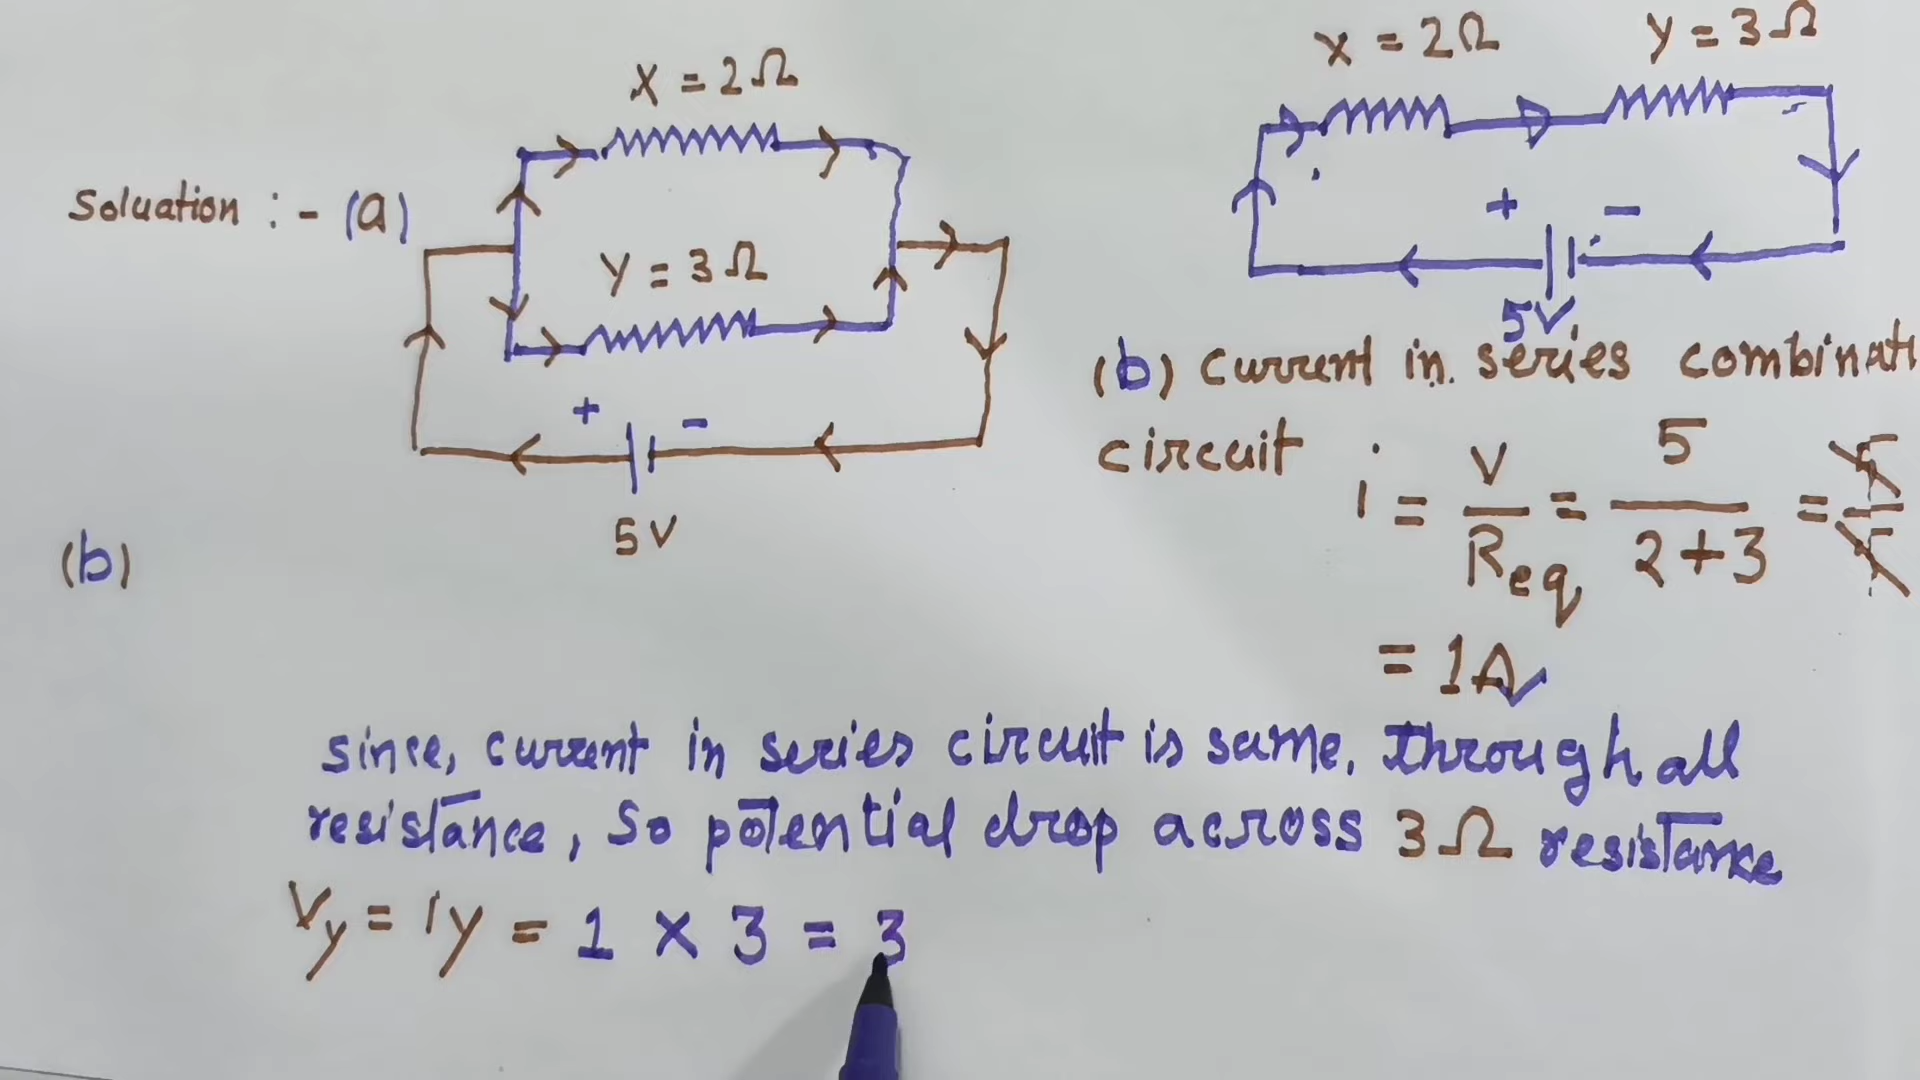 X = 2Ω
Soluation :- (a)
Y = 3Ω
+ -
5V
X = 2Ω Y = 3Ω
+ -
5V
(b) Current in series combinati
circuit i = V/Req = 5/2+3 = 5/5
= 1A
(b)
since, current in series circuit is same. Through all
resistance, So potential drop across 3Ω resistance
Vy = iy = 1 × 3 = 3